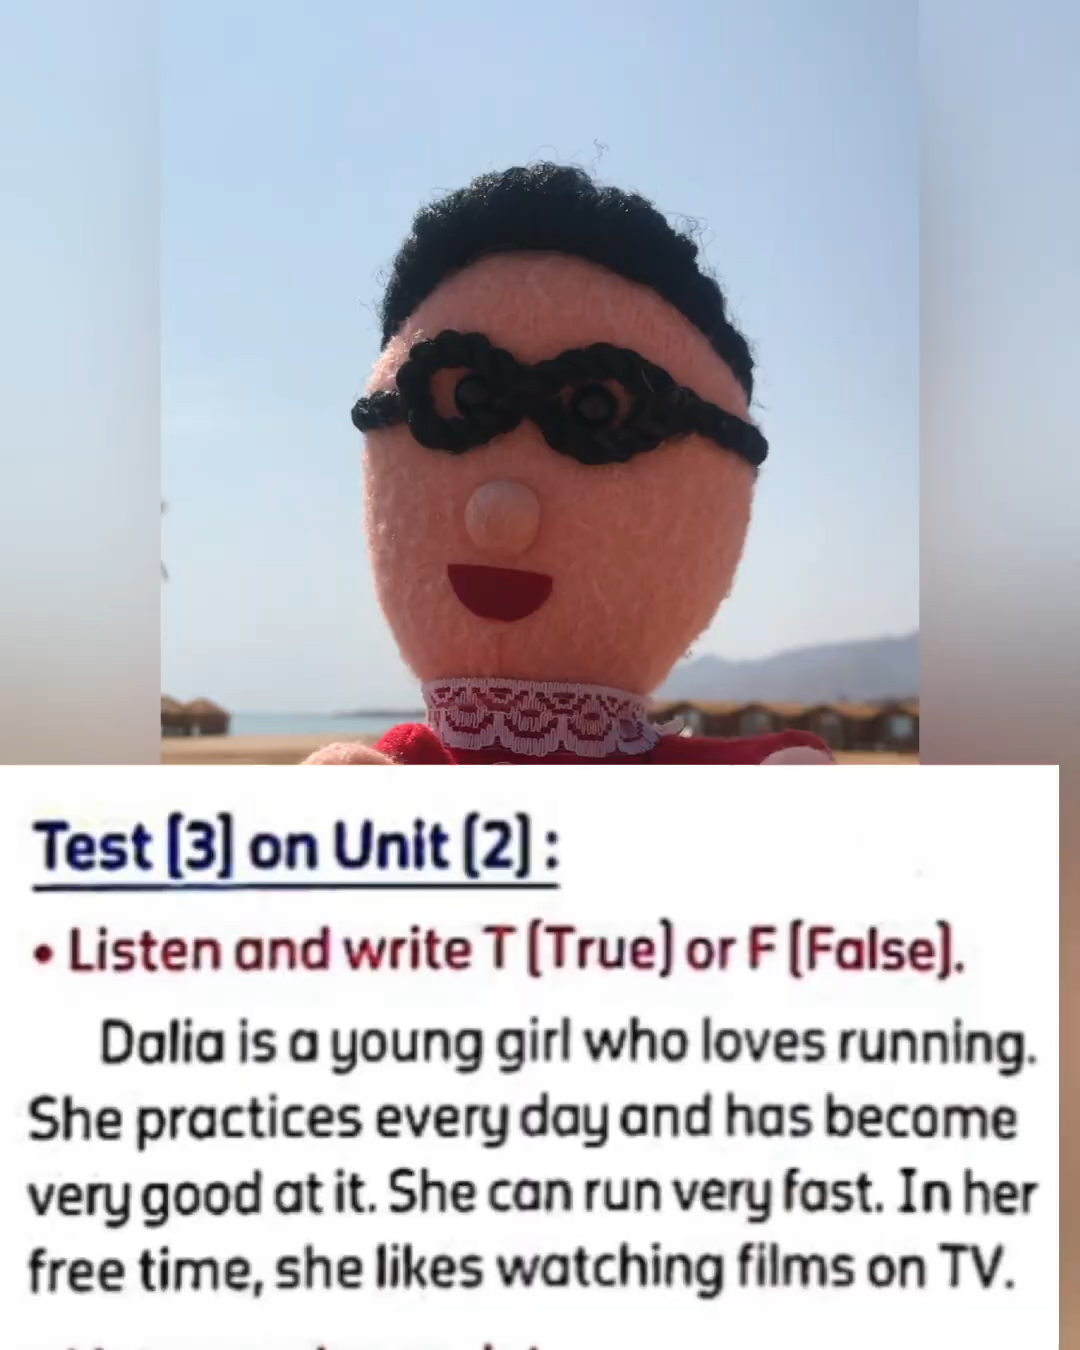 Test (3) on Unit (2) :
• Listen and write T (True) or F (False).
Dalia is a young girl who loves running.
She practices every day and has become
very good at it. She can run very fast. In her
free time, she likes watching films on TV.